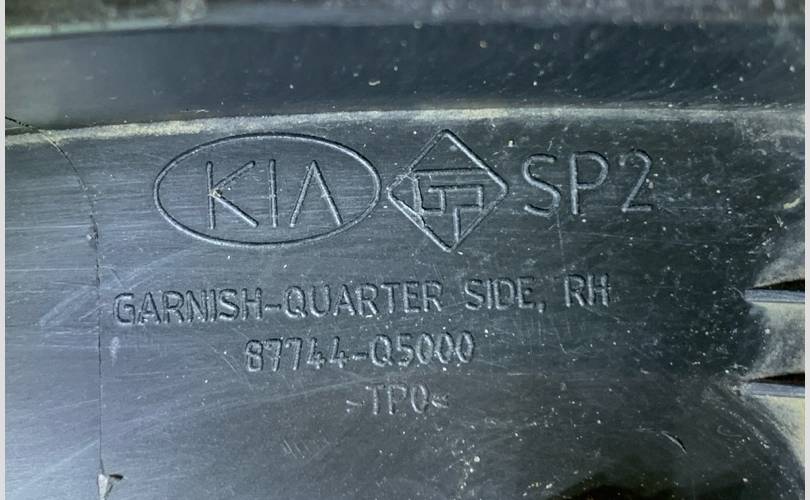 KIA SP2
GARNISH-QUARTER SIDE, RH
87744-Q5000
>TPO<